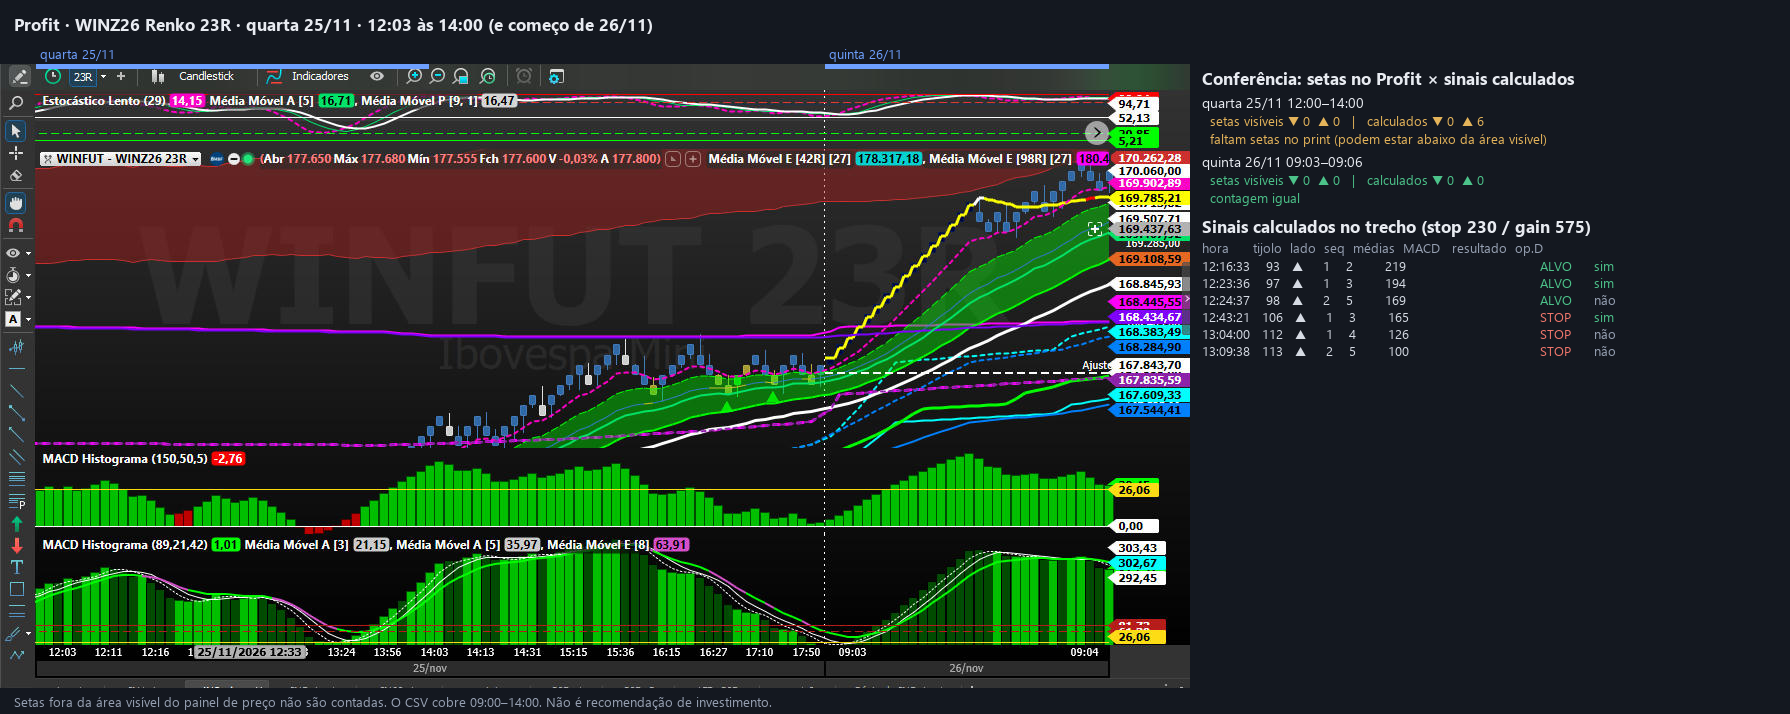 Profit · WINZ26 Renko 23R · quarta 25/11 · 12:03 às 14:00 (e começo de 26/11)
quarta 25/11
quinta 26/11
23R
Candlestick
Indicadores
Estocástico Lento (29) 14,15 Média Móvel A [5] 16,71, Média Móvel P [9, 1] 16,47
94,71
52,13
5,21
WINFUT - WINZ26 23R
(Abr 177.650 Máx 177.680 Mín 177.555 Fch 177.600 V -0,03% A 177.800)
Média Móvel E [42R] [27] 178.317,18, Média Móvel E [98R] [27] 180.4
WINFUT 23R
Ibovespa Min
170.262,28
170.060,00
169.902,89
169.785,21
169.507,71
169.437,63
169.285,00
169.108,59
168.845,93
168.445,55
168.434,67
168.383,49
168.284,90
Ajuste
167.843,70
167.835,59
167.609,33
167.544,41
MACD Histograma (150,50,5) -2,76
26,06
0,00
MACD Histograma (89,21,42) 1,01 Média Móvel A [3] 21,15, Média Móvel A [5] 35,97, Média Móvel E [8] 63,91
303,43
302,67
292,45
26,06
12:03 12:11 12:16 25/11/2026 12:33 13:24 13:56 14:03 14:13 14:31 15:15 15:36 16:15 16:27 17:10 17:50 09:03 09:04
25/nov
26/nov
Conferência: setas no Profit × sinais calculados
quarta 25/11 12:00–14:00
setas visíveis ▼ 0 ▲ 0 | calculados ▼ 0 ▲ 6
faltam setas no print (podem estar abaixo da área visível)
quinta 26/11 09:03–09:06
setas visíveis ▼ 0 ▲ 0 | calculados ▼ 0 ▲ 0
contagem igual
Sinais calculados no trecho (stop 230 / gain 575)
hora tijolo lado seq médias MACD resultado op.D
12:16:33 93 ▲ 1 2 219 ALVO sim
12:23:36 97 ▲ 1 3 194 ALVO sim
12:24:37 98 ▲ 2 5 169 ALVO não
12:43:21 106 ▲ 1 3 165 STOP sim
13:04:00 112 ▲ 1 4 126 STOP não
13:09:38 113 ▲ 2 5 100 STOP não
Setas fora da área visível do painel de preço não são contadas. O CSV cobre 09:00–14:00. Não é recomendação de investimento.